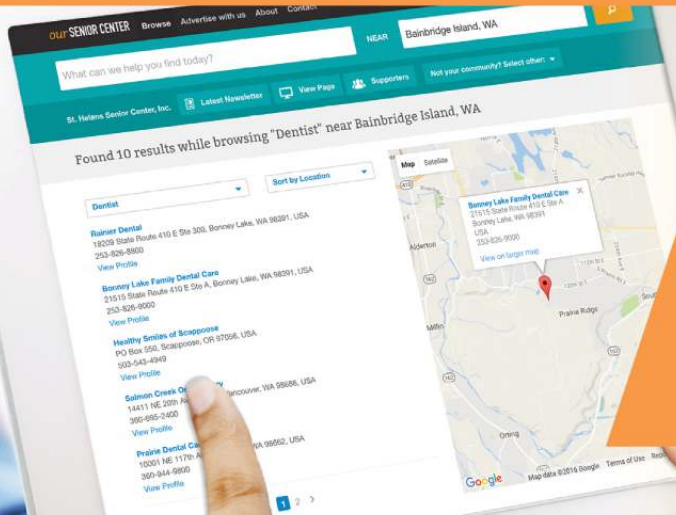 our SENIOR CENTER Browse Advertise with us About Contact
What can we help you find today?
NEAR
Bainbridge Island, WA
St. Helens Senior Center, Inc. Latest Newsletter View Page Supporters Not your community? Select other:
Found 10 results while browsing "Dentist" near Bainbridge Island, WA
Dentist
Sort by Location
Rainier Dental
18209 State Route 410 E Ste 300, Bonney Lake, WA 98391, USA
253-826-8800
View Profile
Bonney Lake Family Dental Care
21515 State Route 410 E Ste A, Bonney Lake, WA 98391, USA
253-826-9000
View Profile
Healthy Smiles of Scappoose
PO Box 550, Scappoose, OR 97056, USA
503-543-4949
View Profile
Salmon Creek
14411 NE 20th Vancouver, WA 98686, USA
360-695-2400
View Profile
Prairie Dental
10001 NE 117th WA 98662, USA
360-944-9800
View Profile
1 2
Map Satellite
Bonney Lake Family Dental Care
21515 State Route 410 E Ste A
Bonney Lake, WA 98391
USA
253-826-9000
View on larger map
410
Alderton
162
Prairie Ridge
162
Orting
Google
Map data ©2016 Google Terms of Use